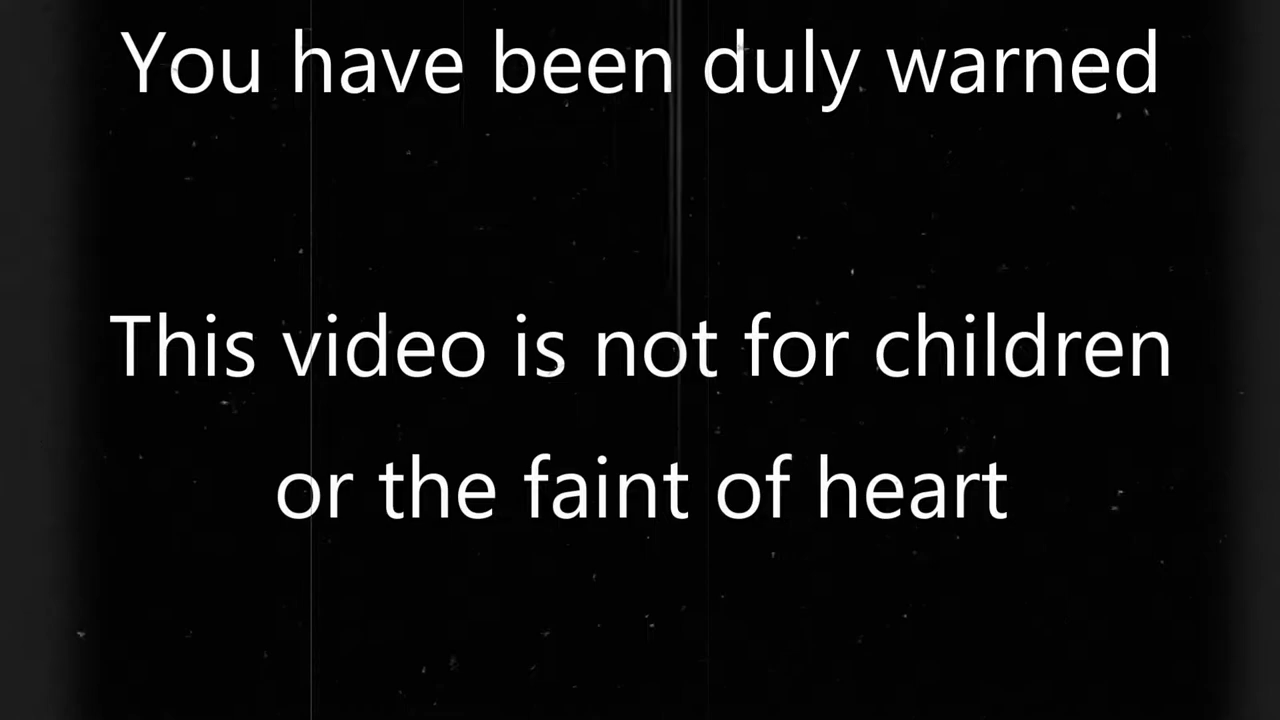 You have been duly warned
This video is not for children
or the faint of heart